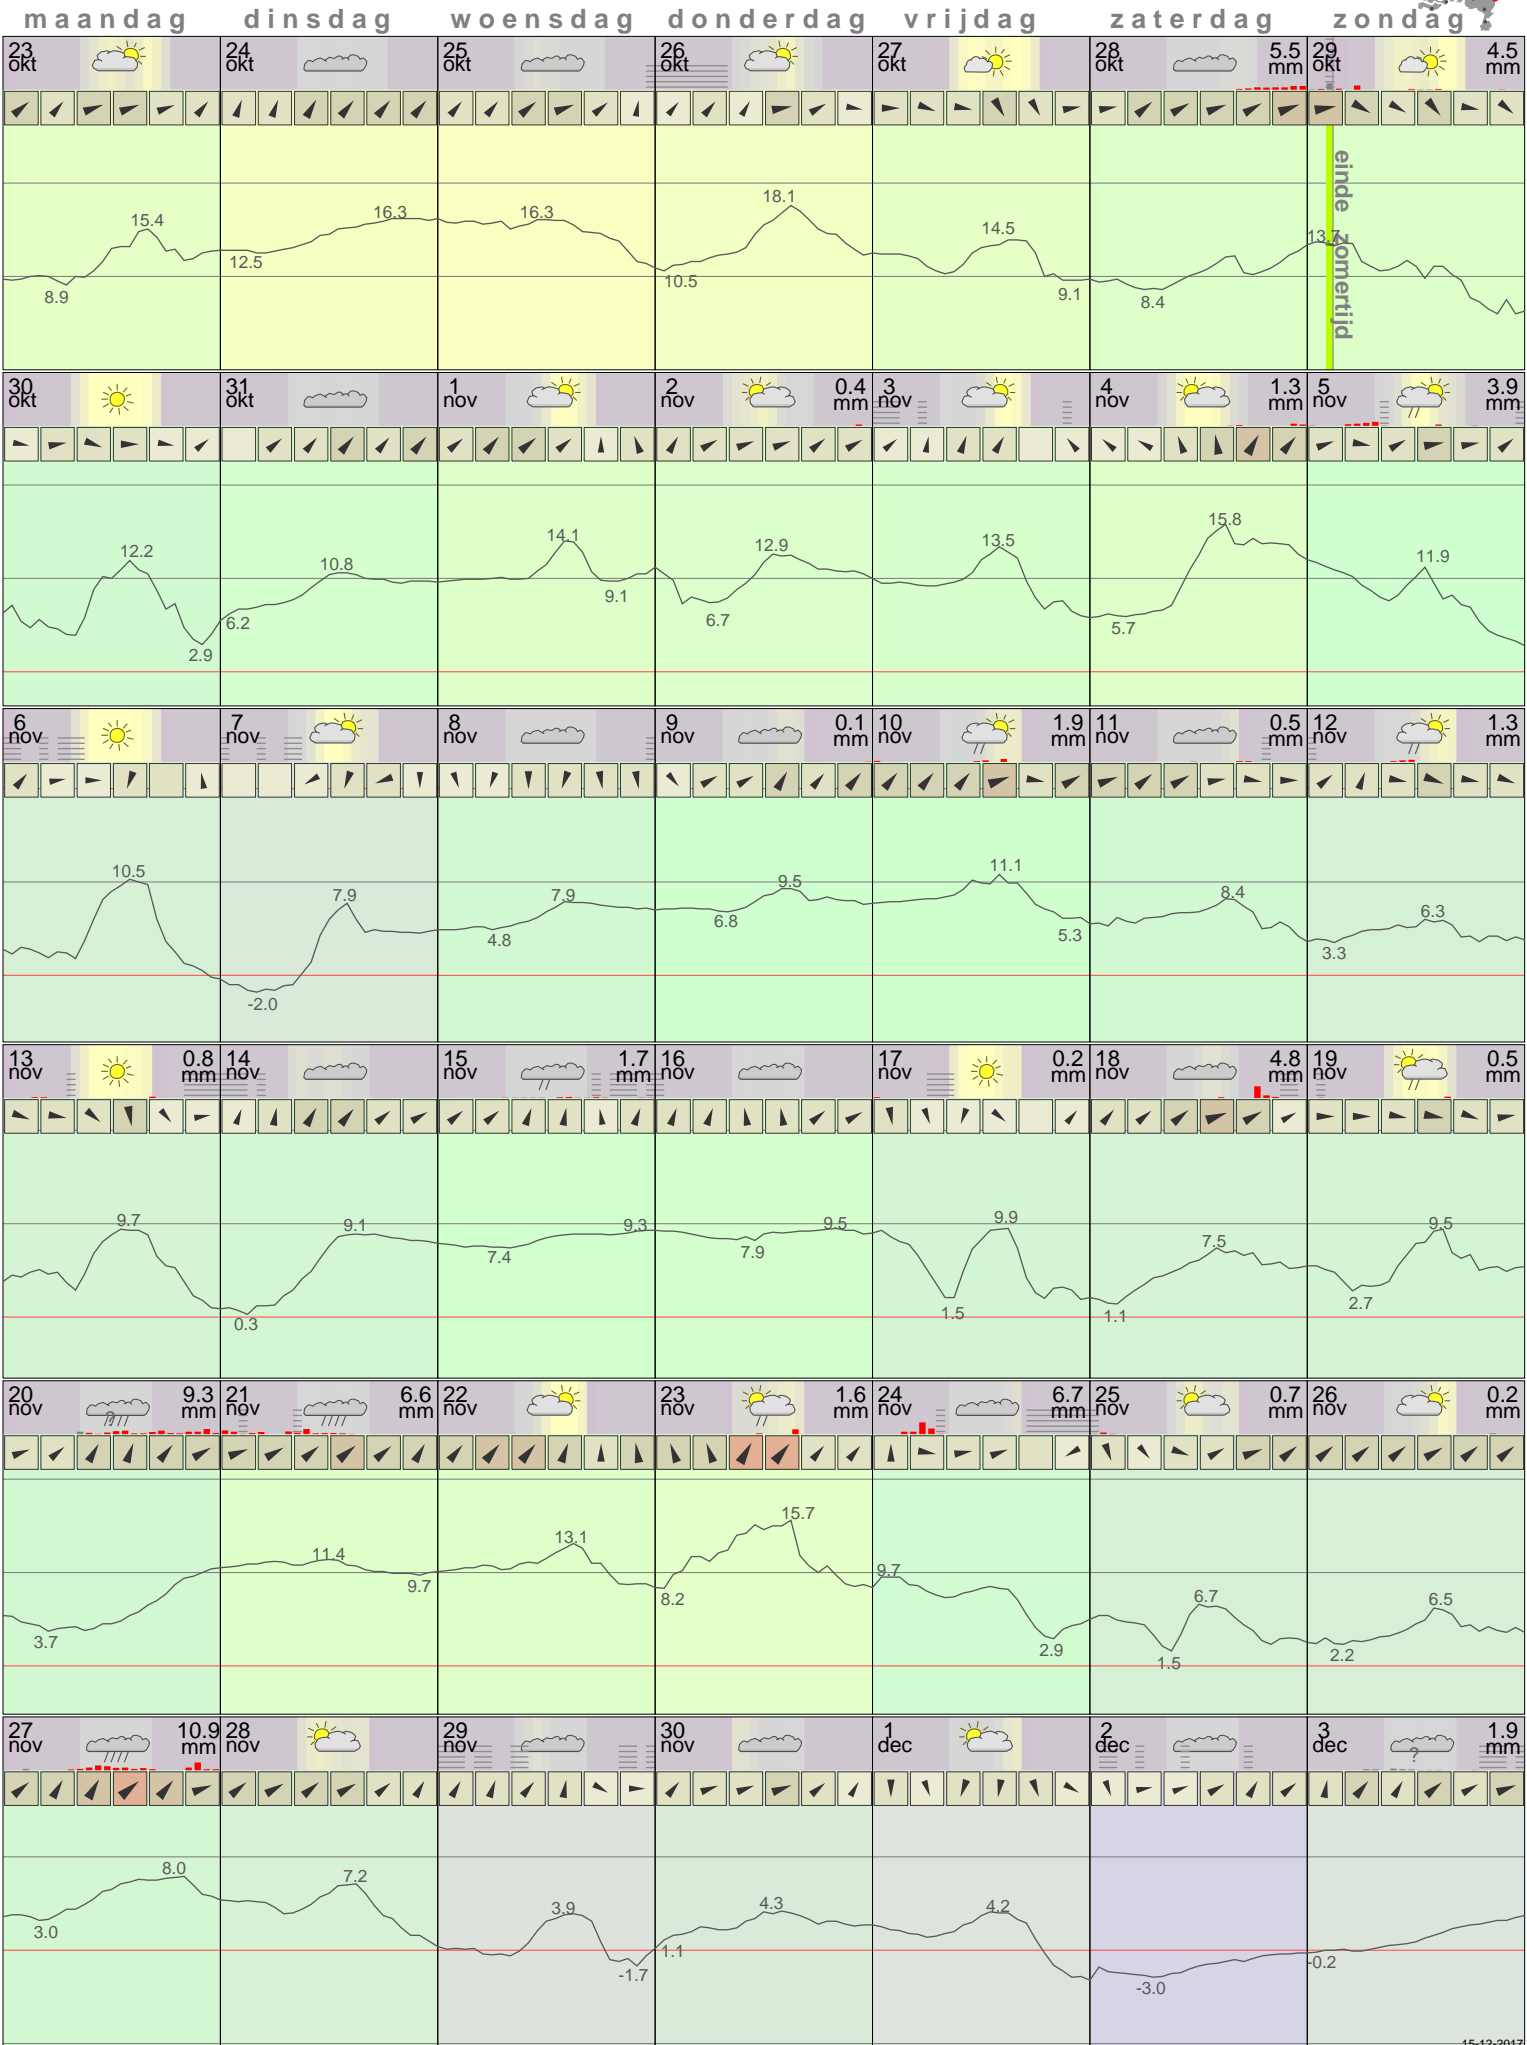 maandag dinsdag woensdag donderdag vrijdag zaterdag zondag
23 okt 24 okt 25 okt 26 okt 27 okt 28 okt 5.5 mm 29 okt 4.5 mm
15.4 8.9 12.5 16.3 16.3 10.5 18.1 14.5 9.1 8.4 13.7
einde zomertijd
30 okt 31 okt 1 nov 2 nov 0.4 mm 3 nov 4 nov 1.3 mm 5 nov 3.9 mm
12.2 2.9 6.2 10.8 14.1 9.1 6.7 12.9 13.5 5.7 15.8 11.9
6 nov 7 nov 8 nov 9 nov 0.1 mm 10 nov 1.9 mm 11 nov 0.5 mm 12 nov 1.3 mm
10.5 -2.0 7.9 4.8 7.9 6.8 9.5 11.1 5.3 8.4 3.3 6.3
13 nov 0.8 mm 14 nov 15 nov 1.7 mm 16 nov 17 nov 0.2 mm 18 nov 4.8 mm 19 nov 0.5 mm
9.7 0.3 9.1 7.4 9.3 7.9 9.5 1.5 9.9 1.1 7.5 2.7 9.5
20 nov ? 9.3 mm 21 nov 6.6 mm 22 nov 23 nov 1.6 mm 24 nov 6.7 mm 25 nov 0.7 mm 26 nov 0.2 mm
3.7 11.4 9.7 13.1 8.2 15.7 9.7 2.9 1.5 6.7 2.2 6.5
27 nov 10.9 mm 28 nov 29 nov 30 nov 1 dec 2 dec 3 dec ? 1.9 mm
3.0 8.0 7.2 3.9 -1.7 1.1 4.3 4.2 -3.0 -0.2
15-12-2017